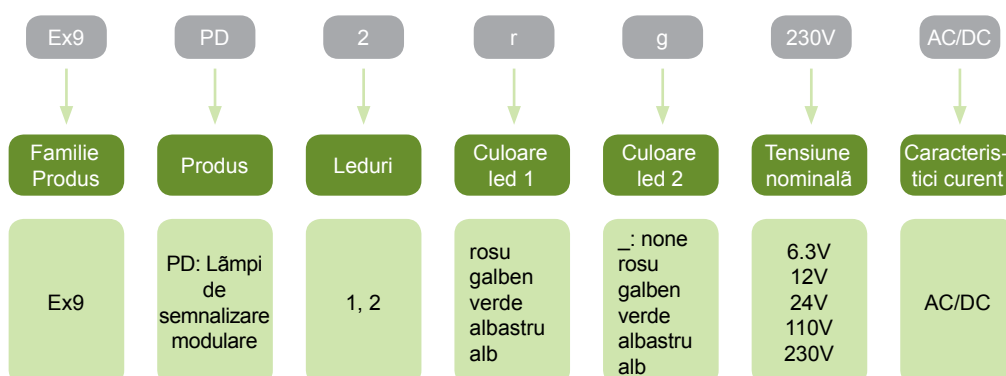 Ex9 PD 2 r g 230V AC/DC
Familie
Produs
Produs
Leduri
Culoare
led 1
Culoare
led 2
Tensiune
nominalã
Caracteris-
tici curent
Ex9
PD: Lãmpi
de
semnalizare
modulare
1, 2
rosu
galben
verde
albastru
alb
_: none
rosu
galben
verde
albastru
alb
6.3V
12V
24V
110V
230V
AC/DC